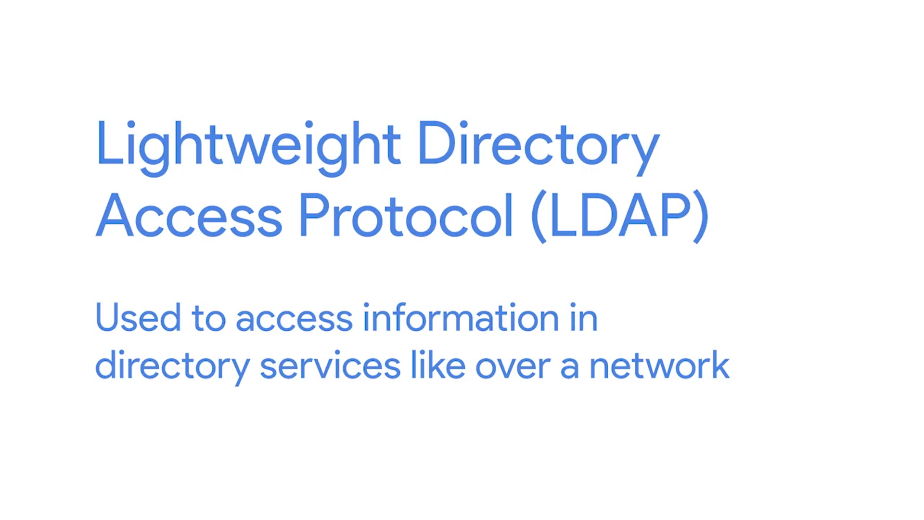 Lightweight Directory
Access Protocol (LDAP)
Used to access information in
directory services like over a network